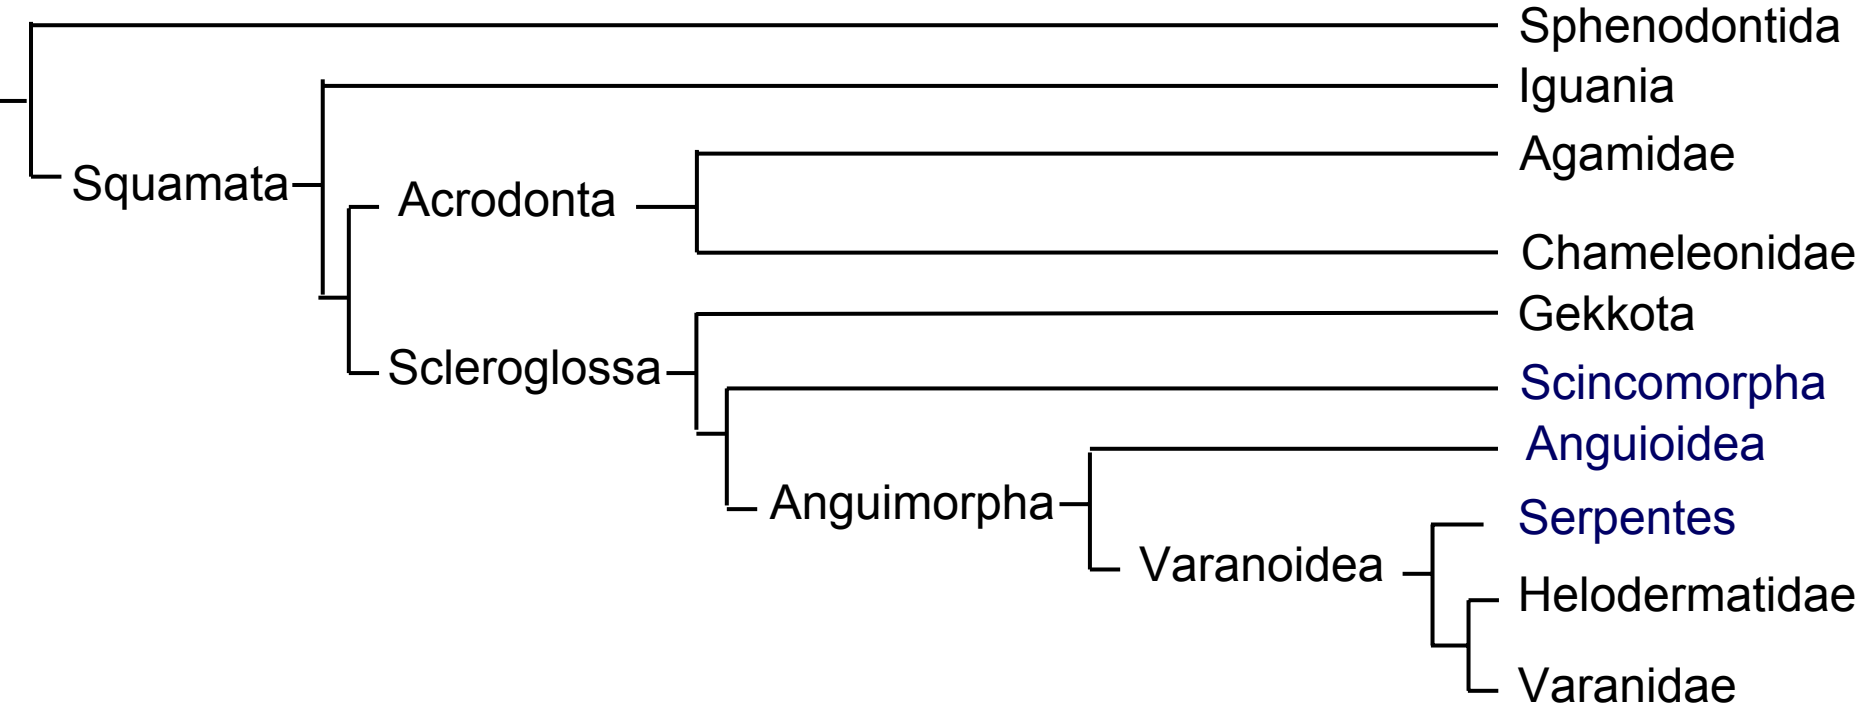 Sphenodontida
Iguania
Agamidae
Squamata
Acrodonta
Chameleonidae
Gekkota
Scleroglossa
Scincomorpha
Anguioidea
Anguimorpha
Serpentes
Varanoidea
Helodermatidae
Varanidae